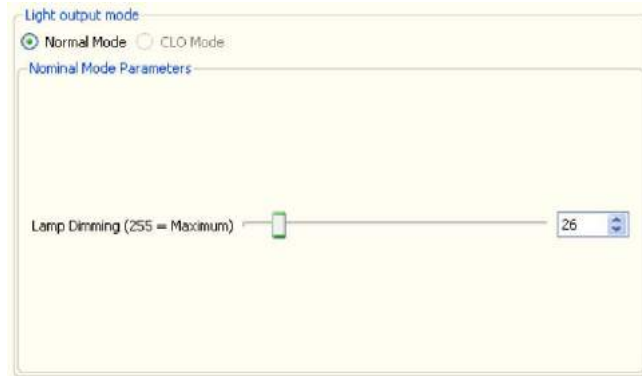 Light output mode
Normal Mode CLO Mode
Nominal Mode Parameters
Lamp Dimming (255 = Maximum) 26